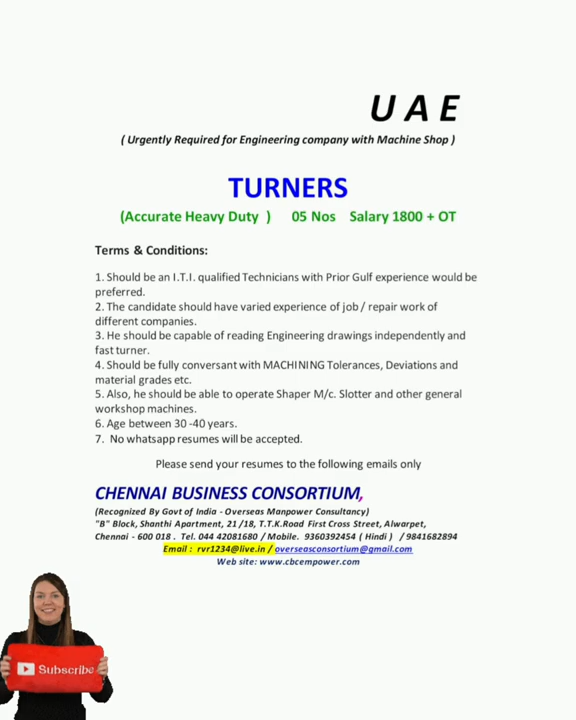 U A E
( Urgently Required for Engineering company with Machine Shop )
TURNERS
(Accurate Heavy Duty ) 05 Nos Salary 1800 + OT
Terms & Conditions:
1. Should be an I.T.I. qualified Technicians with Prior Gulf experience would be
preferred.
2. The candidate should have varied experience of job / repair work of
different companies.
3. He should be capable of reading Engineering drawings independently and
fast turner.
4. Should be fully conversant with MACHINING Tolerances, Deviations and
material grades etc.
5. Also, he should be able to operate Shaper M/c. Slotter and other general
workshop machines.
6. Age between 30 -40 years.
7. No whatsapp resumes will be accepted.
Please send your resumes to the following emails only
CHENNAI BUSINESS CONSORTIUM,
(Recognized By Govt of India - Overseas Manpower Consultancy)
"B" Block, Shanthi Apartment, 21 /18, T.T.K.Road First Cross Street, Alwarpet,
Chennai - 600 018 . Tel. 044 42081680 / Mobile. 9360392454 ( Hindi ) / 9841682894
Email : rvr1234@live.in / overseasconsortium@gmail.com
Web site: www.cbcempower.com
Subscribe